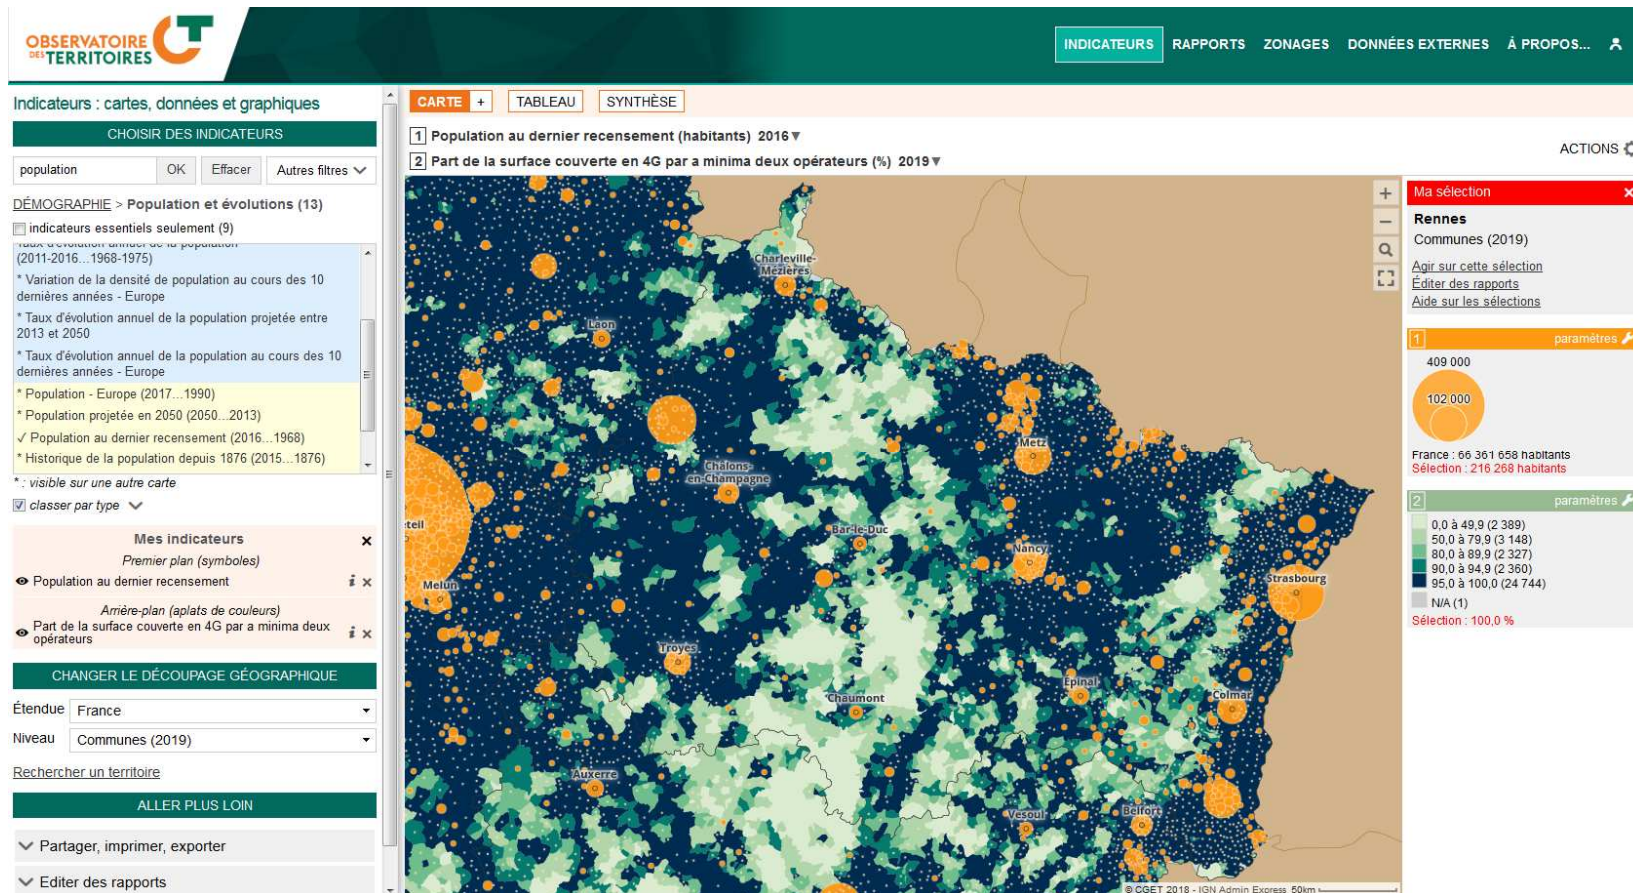 OBSERVATOIRE
DES TERRITOIRES
INDICATEURS RAPPORTS ZONAGES DONNÉES EXTERNES À PROPOS...
Indicateurs : cartes, données et graphiques
CHOISIR DES INDICATEURS
population OK Effacer Autres filtres
DÉMOGRAPHIE > Population et évolutions (13)
indicateurs essentiels seulement (9)
Taux d'évolution annuel de la population
(2011-2016...1968-1975)
* Variation de la densité de population au cours des 10
dernières années - Europe
* Taux d'évolution annuel de la population projetée entre
2013 et 2050
* Taux d'évolution annuel de la population au cours des 10
dernières années - Europe
* Population - Europe (2017...1990)
* Population projetée en 2050 (2050...2013)
✓ Population au dernier recensement (2016...1968)
* Historique de la population depuis 1876 (2015...1876)
* : visible sur une autre carte
classer par type
Mes indicateurs
Premier plan (symboles)
Population au dernier recensement i ×
Arrière-plan (aplats de couleurs)
Part de la surface couverte en 4G par a minima deux
opérateurs i ×
CHANGER LE DÉCOUPAGE GÉOGRAPHIQUE
Étendue France
Niveau Communes (2019)
Rechercher un territoire
ALLER PLUS LOIN
Partager, imprimer, exporter
Editer des rapports
CARTE + TABLEAU SYNTHÈSE
1 Population au dernier recensement (habitants) 2016▼
2 Part de la surface couverte en 4G par a minima deux opérateurs (%) 2019▼
ACTIONS
Charleville-
Mézières
Laon
Metz
Châlons-
en-Champagne
éteil
Bar-le-Duc
Nancy
Melun
Strasbourg
Troyes
Épinal
Chaumont
Colmar
Auxerre
Vesoul
Belfort
© CGET 2018 - IGN Admin Express 50km
+
−
Ma sélection ×
Rennes
Communes (2019)
Agir sur cette sélection
Éditer des rapports
Aide sur les sélections
1 paramètres
409 000
102 000
France : 66 361 658 habitants
Sélection : 216 268 habitants
2 paramètres
0,0 à 49,9 (2 389)
50,0 à 79,9 (3 148)
80,0 à 89,9 (2 327)
90,0 à 94,9 (2 360)
95,0 à 100,0 (24 744)
N/A (1)
Sélection : 100,0 %